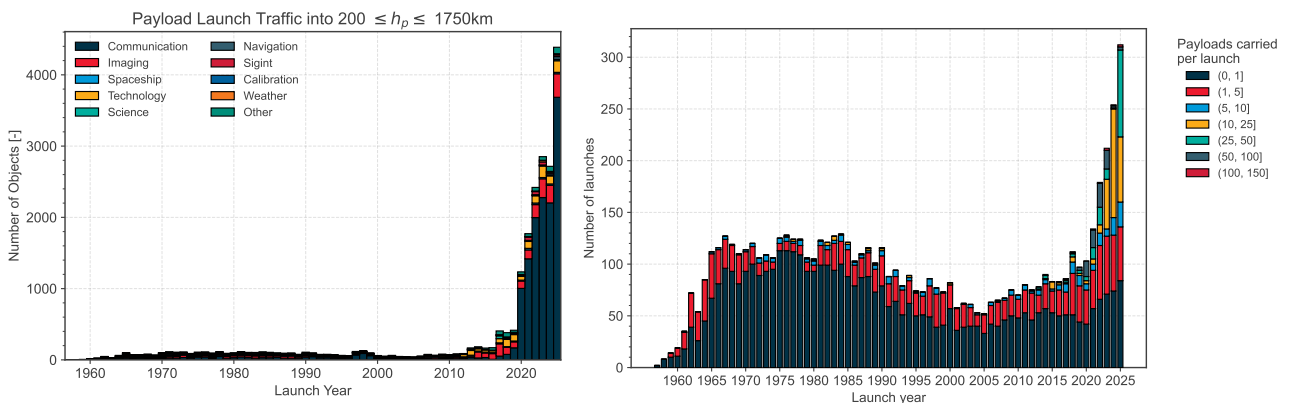 Payload Launch Traffic into 200 ≤ hₚ ≤ 1750km
Number of Objects [-]
4000
3000
2000
1000
0
Communication
Imaging
Spaceship
Technology
Science
Navigation
Sigint
Calibration
Weather
Other
1960 1970 1980 1990 2000 2010 2020
Launch Year
Number of launches
300
250
200
150
100
50
0
1960 1965 1970 1975 1980 1985 1990 1995 2000 2005 2010 2015 2020 2025
Launch year
Payloads carried
per launch
(0, 1]
(1, 5]
(5, 10]
(10, 25]
(25, 50]
(50, 100]
(100, 150]